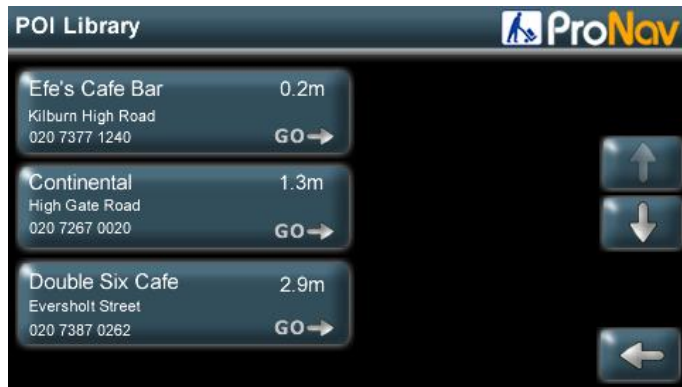 POI Library
ProNav
Efe's Cafe Bar 0.2m
Kilburn High Road
020 7377 1240 GO
Continental 1.3m
High Gate Road
020 7267 0020 GO
Double Six Cafe 2.9m
Eversholt Street
020 7387 0262 GO